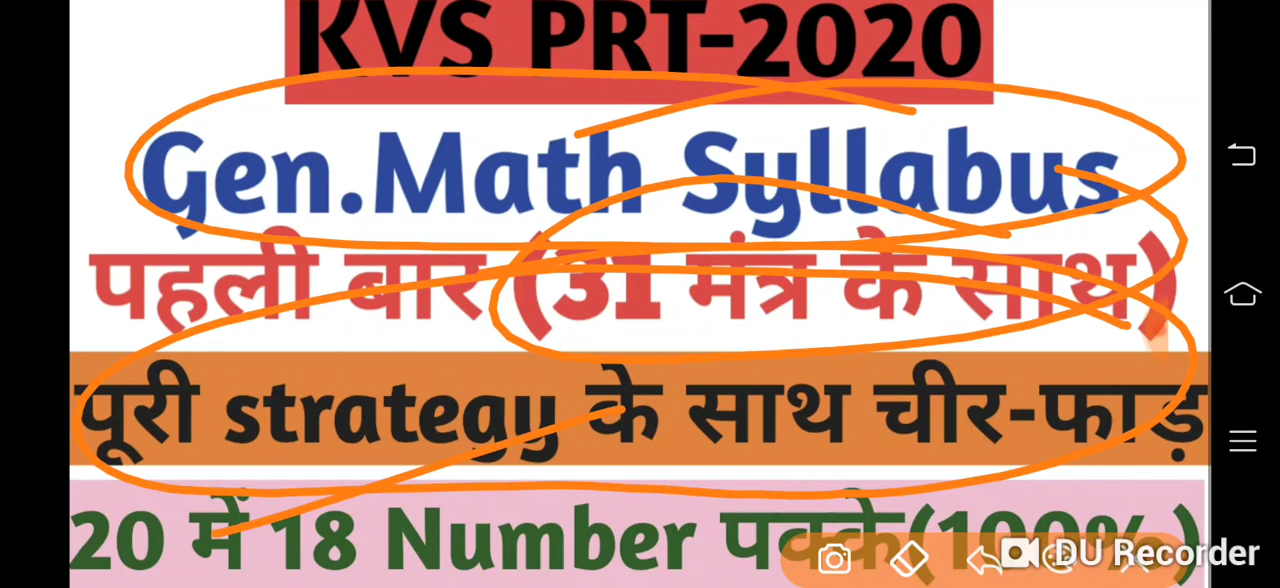 KVS PRT-2020
Gen.Math Syllabus
पहली बार (31 मंत्र के साथ)
पूरी strategy के साथ चीर-फाड़
20 में 18 Number पक्के(100%)
DU Recorder